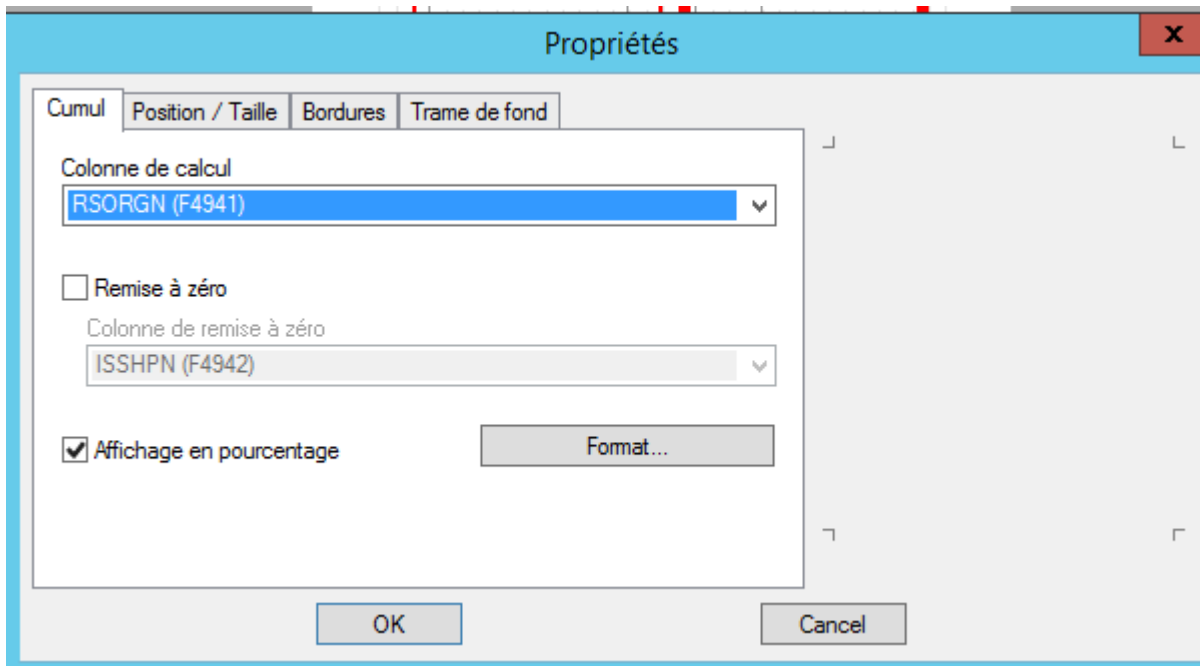 Propriétés
x
Cumul
Position / Taille
Bordures
Trame de fond
Colonne de calcul
RSORGN (F4941)
Remise à zéro
Colonne de remise à zéro
ISSHPN (F4942)
Affichage en pourcentage
Format...
OK
Cancel